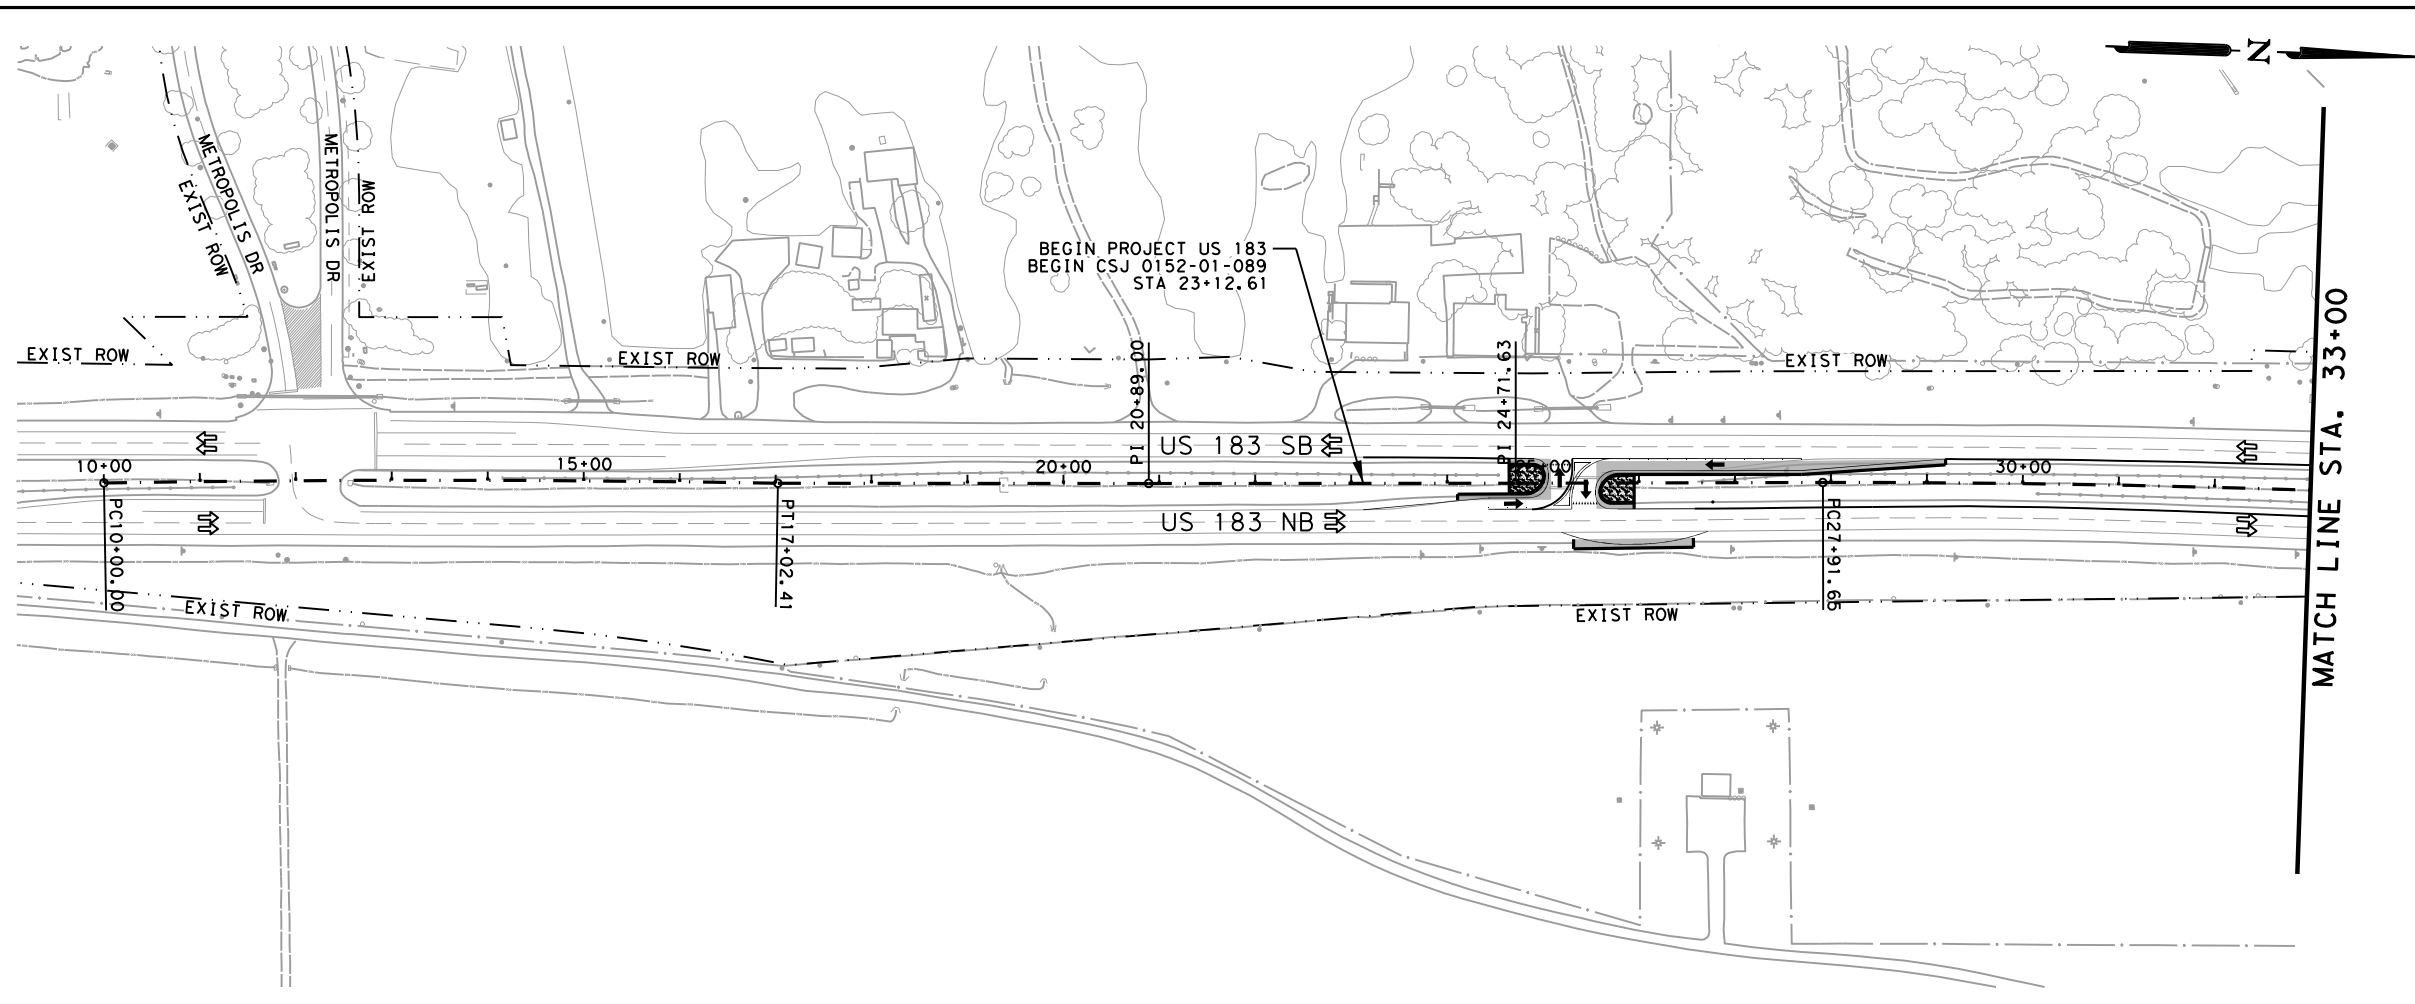 N
METROPOLIS DR
EXIST ROW
METROPOLIS DR
EXIST ROW
BEGIN PROJECT US 183
BEGIN CSJ 0152-01-089
STA 23+12.61
EXIST ROW
EXIST ROW
EXIST ROW
PI 20+89.00
PI 24+71.63
MATCH LINE STA. 33+00
US 183 SB
10+00
15+00
20+00
25+00
30+00
US 183 NB
PC10+00.00
PT17+02.41
PC27+91.65
EXIST ROW
EXIST ROW